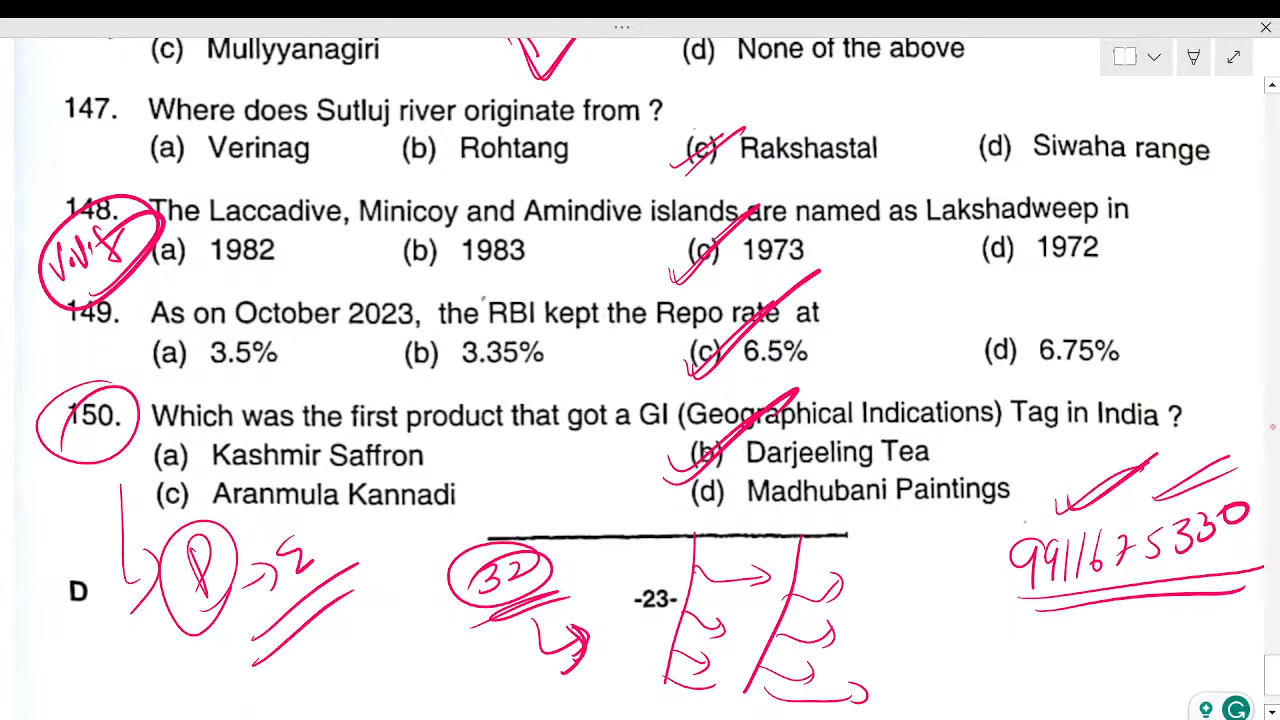 (c) Mullyyanagiri (d) None of the above
147. Where does Sutluj river originate from ?
(a) Verinag (b) Rohtang (c) Rakshastal (d) Siwaha range
148. The Laccadive, Minicoy and Amindive islands are named as Lakshadweep in
(a) 1982 (b) 1983 (c) 1973 (d) 1972
149. As on October 2023, the RBI kept the Repo rate at
(a) 3.5% (b) 3.35% (c) 6.5% (d) 6.75%
150. Which was the first product that got a GI (Geographical Indications) Tag in India ?
(a) Kashmir Saffron (b) Darjeeling Tea
(c) Aranmula Kannadi (d) Madhubani Paintings
9911675330
32
D -23-